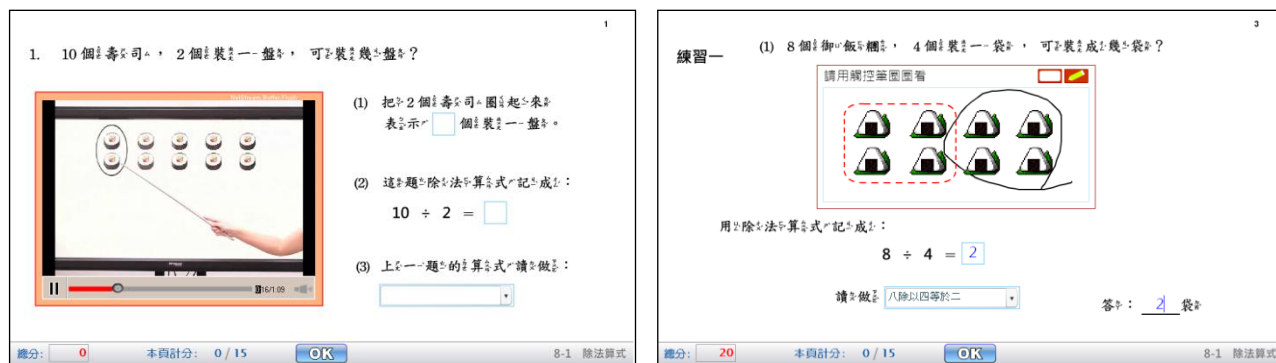 1
1. 10 個壽司, 2 個裝一盤, 可裝幾盤?
(1) 把 2 個壽司圈起來
表示 個裝一盤。
(2) 這題除法算式記成:
10 ÷ 2 =
(3) 上一題的算式讀做:
總分: 0 本頁計分: 0 / 15 OK 8-1 除法算式
3
練習一 (1) 8 個御飯糰, 4 個裝一袋, 可裝成幾袋?
請用觸控筆圈圈看
用除法算式記成:
8 ÷ 4 = 2
讀做 八除以四等於二
答: 2 袋
總分: 20 本頁計分: 0 / 15 OK 8-1 除法算式